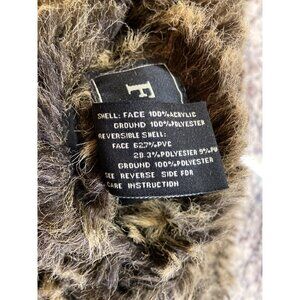 F
SHELL: FACE 100%ACRYLIC
GROUND 100%POLYESTER
REVERSIBLE SHELL:
FACE 62.7%PVC
28.3%POLYESTER 9%PU
GROUND 100%POLYESTER
SEE REVERSE SIDE FOR
CARE INSTRUCTION